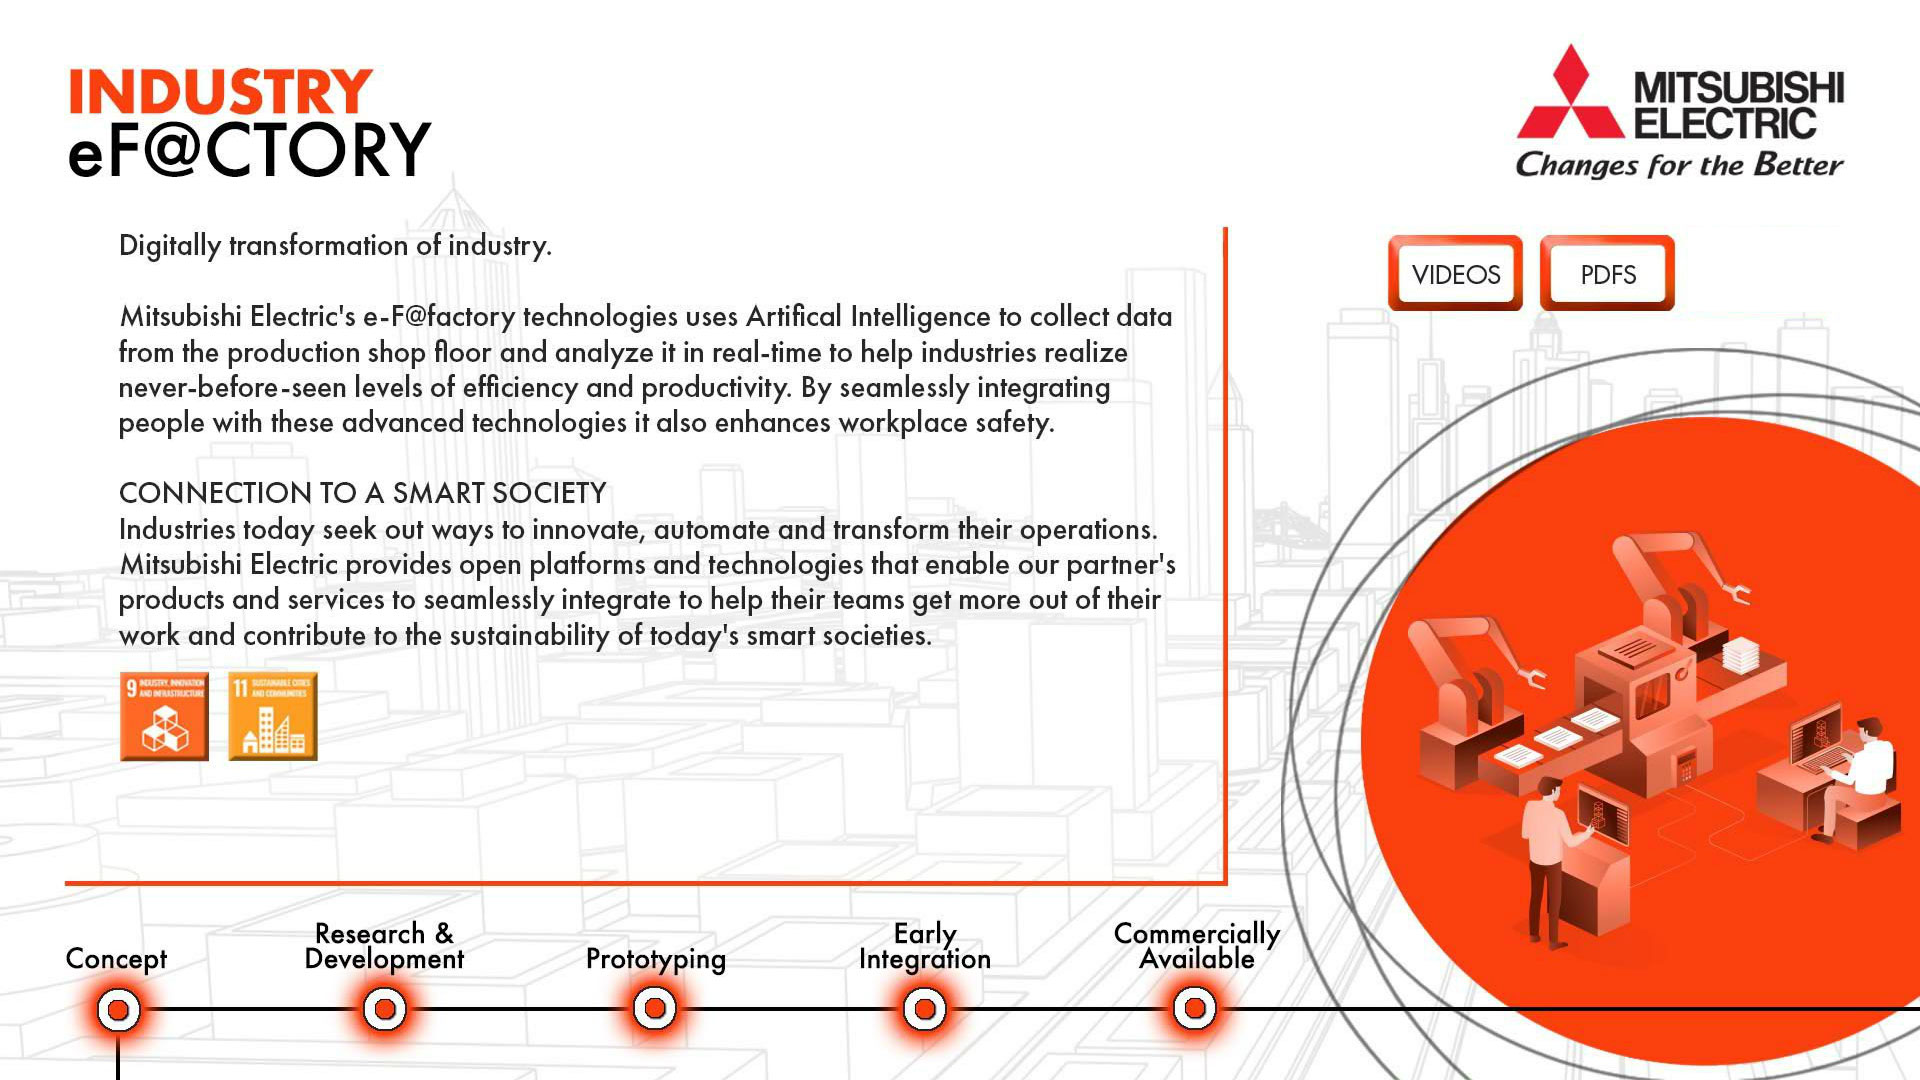 INDUSTRY
eF@CTORY
MITSUBISHI
ELECTRIC
Changes for the Better
Digitally transformation of industry.
VIDEOS
PDFS
Mitsubishi Electric's e-F@factory technologies uses Artifical Intelligence to collect data
from the production shop floor and analyze it in real-time to help industries realize
never-before-seen levels of efficiency and productivity. By seamlessly integrating
people with these advanced technologies it also enhances workplace safety.
CONNECTION TO A SMART SOCIETY
Industries today seek out ways to innovate, automate and transform their operations.
Mitsubishi Electric provides open platforms and technologies that enable our partner's
products and services to seamlessly integrate to help their teams get more out of their
work and contribute to the sustainability of today's smart societies.
9 INDUSTRY, INNOVATION
AND INFRASTRUCTURE
11 SUSTAINABLE CITIES
AND COMMUNITIES
Concept
Research &
Development
Prototyping
Early
Integration
Commercially
Available